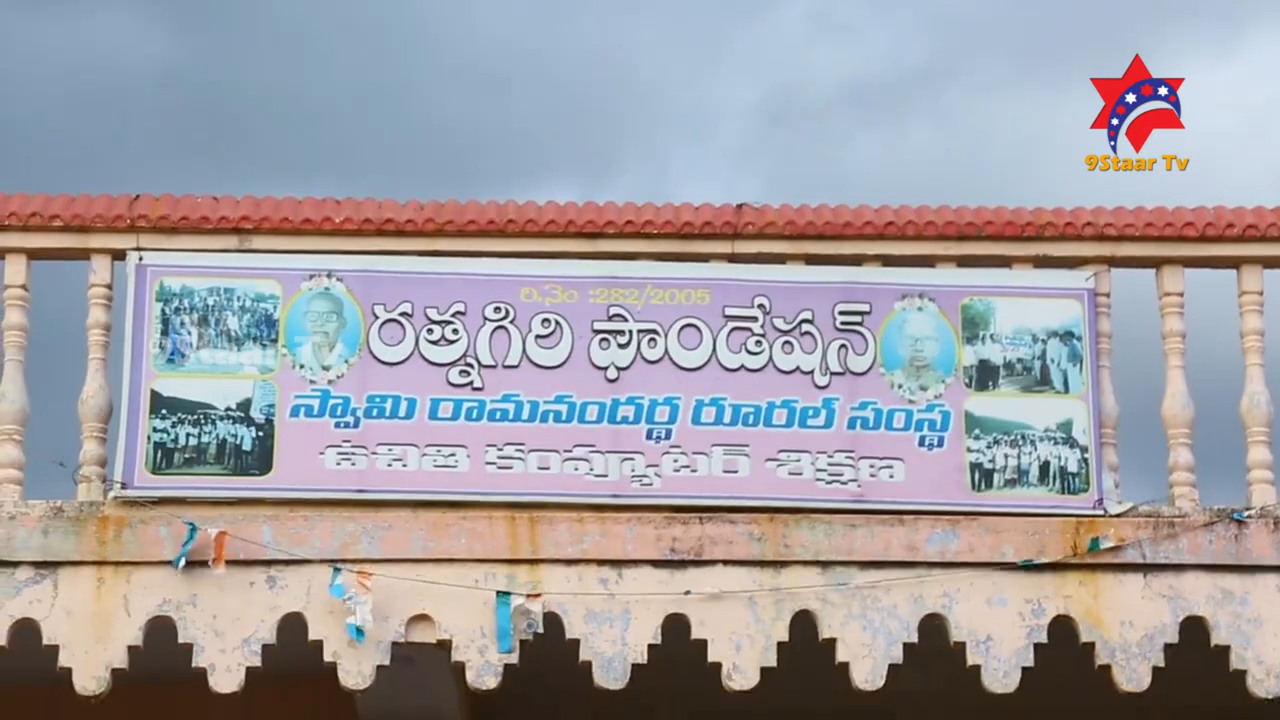 9Staar Tv
రి.నెం :282/2005
రత్నగిరి ఫౌండేషన్
స్వామి రామనందర్థ రూరల్ సంస్థ
ఉచితి కంప్యూటర్ శిక్షణ